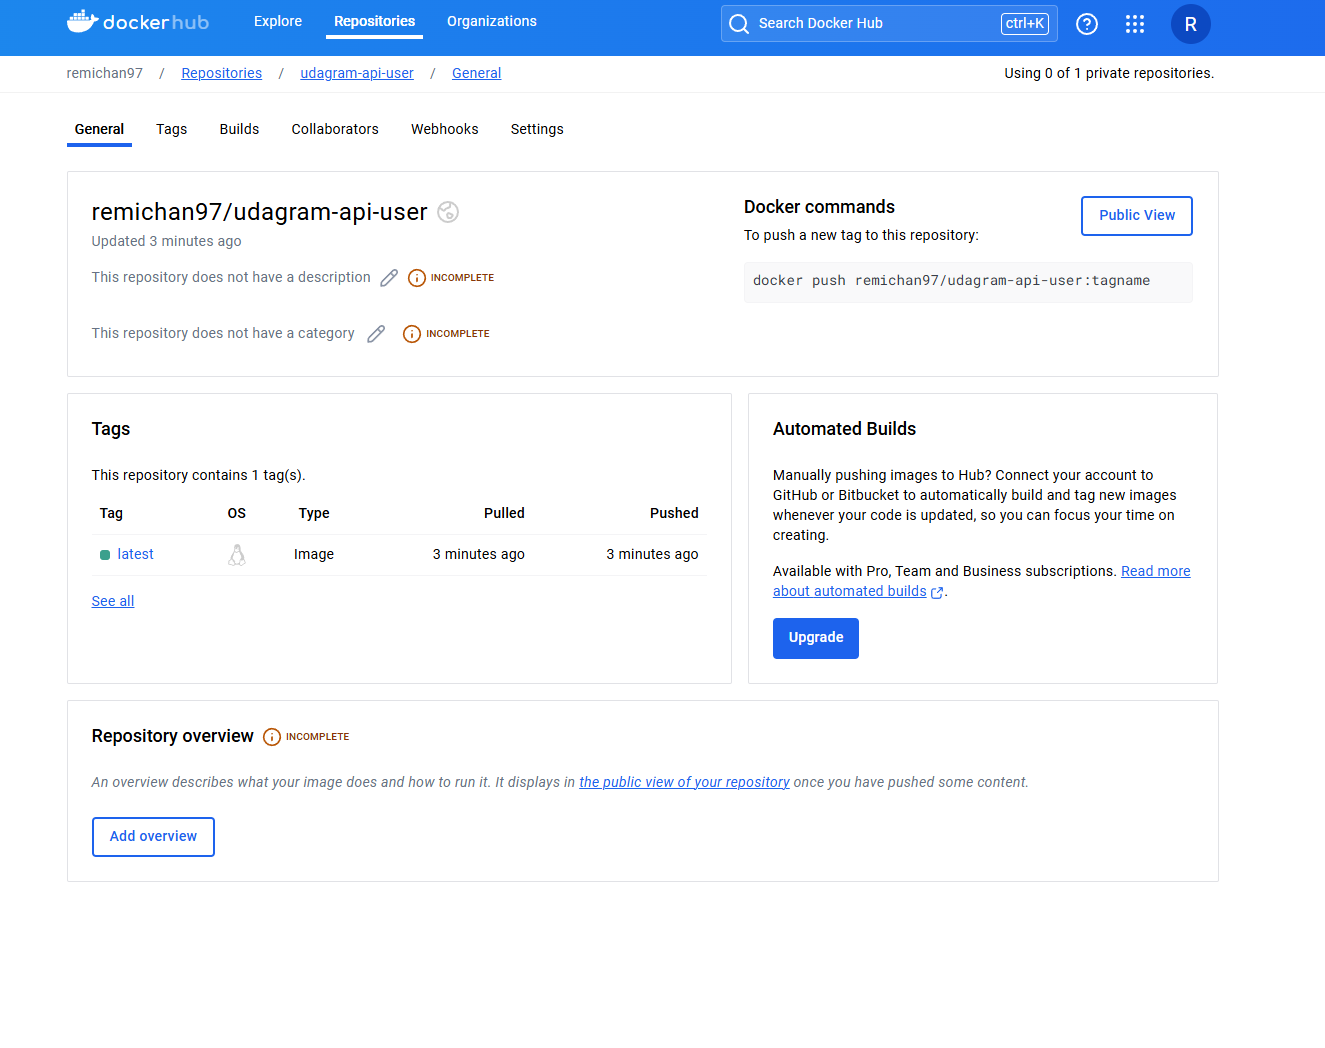 docker hub
Explore
Repositories
Organizations
Search Docker Hub
ctrl+K
?
R
remichan97 / Repositories / udagram-api-user / General
Using 0 of 1 private repositories.
General
Tags
Builds
Collaborators
Webhooks
Settings
remichan97/udagram-api-user
Updated 3 minutes ago
This repository does not have a description
INCOMPLETE
This repository does not have a category
INCOMPLETE
Docker commands
To push a new tag to this repository:
Public View
docker push remichan97/udagram-api-user:tagname
Tags
This repository contains 1 tag(s).
Tag OS Type Pulled Pushed
latest Image 3 minutes ago 3 minutes ago
See all
Automated Builds
Manually pushing images to Hub? Connect your account to
GitHub or Bitbucket to automatically build and tag new images
whenever your code is updated, so you can focus your time on
creating.
Available with Pro, Team and Business subscriptions. Read more
about automated builds .
Upgrade
Repository overview
INCOMPLETE
An overview describes what your image does and how to run it. It displays in the public view of your repository once you have pushed some content.
Add overview